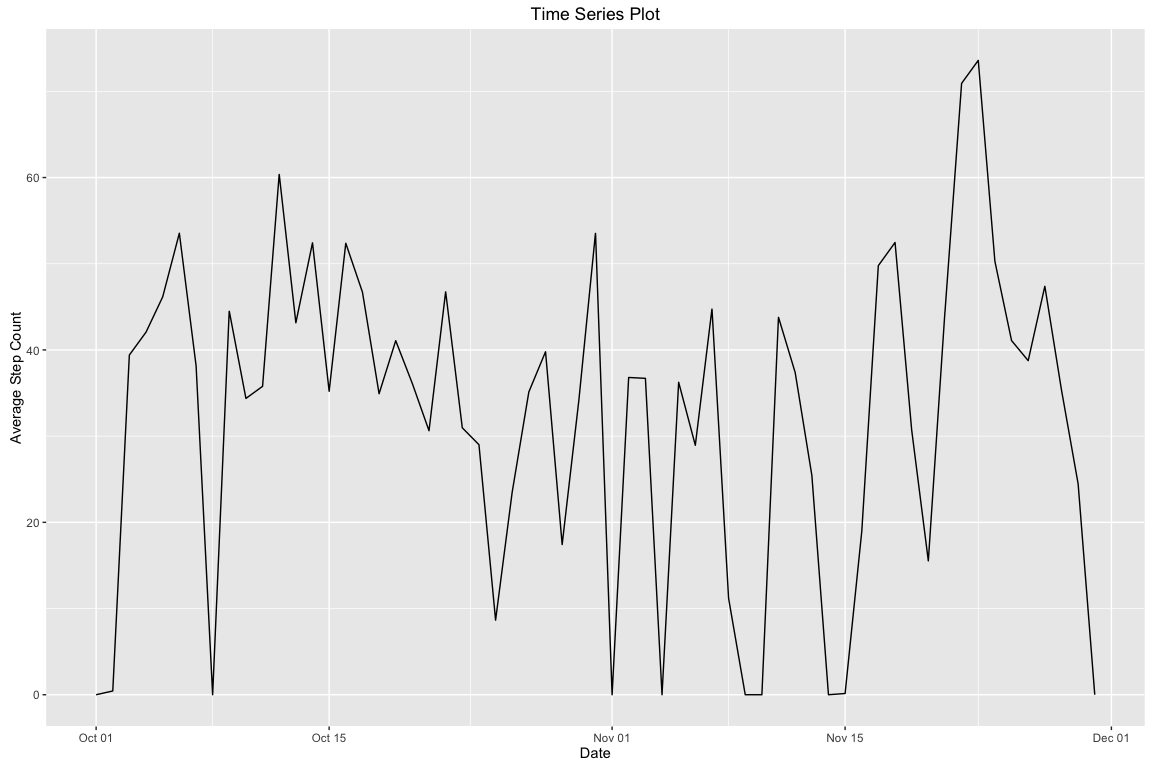 Time Series Plot
Average Step Count
60
40
20
0
Oct 01
Oct 15
Nov 01
Nov 15
Dec 01
Date